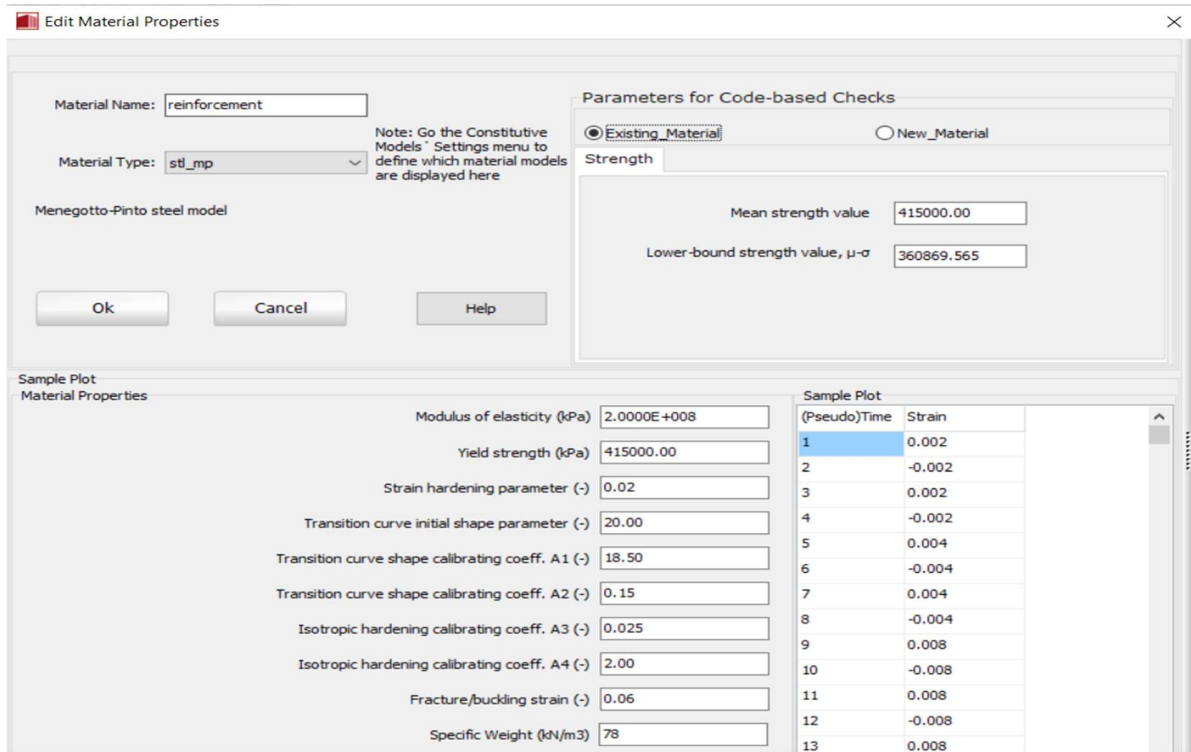 Edit Material Properties
Material Name: reinforcement
Note: Go the Constitutive
Models ` Settings menu to
define which material models
are displayed here
Material Type: stl_mp
Menegotto-Pinto steel model
Ok Cancel Help
Parameters for Code-based Checks
Existing_Material New_Material
Strength
Mean strength value 415000.00
Lower-bound strength value, μ-σ 360869.565
Sample Plot
Material Properties
Modulus of elasticity (kPa) 2.0000E+008
Yield strength (kPa) 415000.00
Strain hardening parameter (-) 0.02
Transition curve initial shape parameter (-) 20.00
Transition curve shape calibrating coeff. A1 (-) 18.50
Transition curve shape calibrating coeff. A2 (-) 0.15
Isotropic hardening calibrating coeff. A3 (-) 0.025
Isotropic hardening calibrating coeff. A4 (-) 2.00
Fracture/buckling strain (-) 0.06
Specific Weight (kN/m3) 78
Sample Plot
(Pseudo)Time Strain
1 0.002
2 -0.002
3 0.002
4 -0.002
5 0.004
6 -0.004
7 0.004
8 -0.004
9 0.008
10 -0.008
11 0.008
12 -0.008
13 0.008